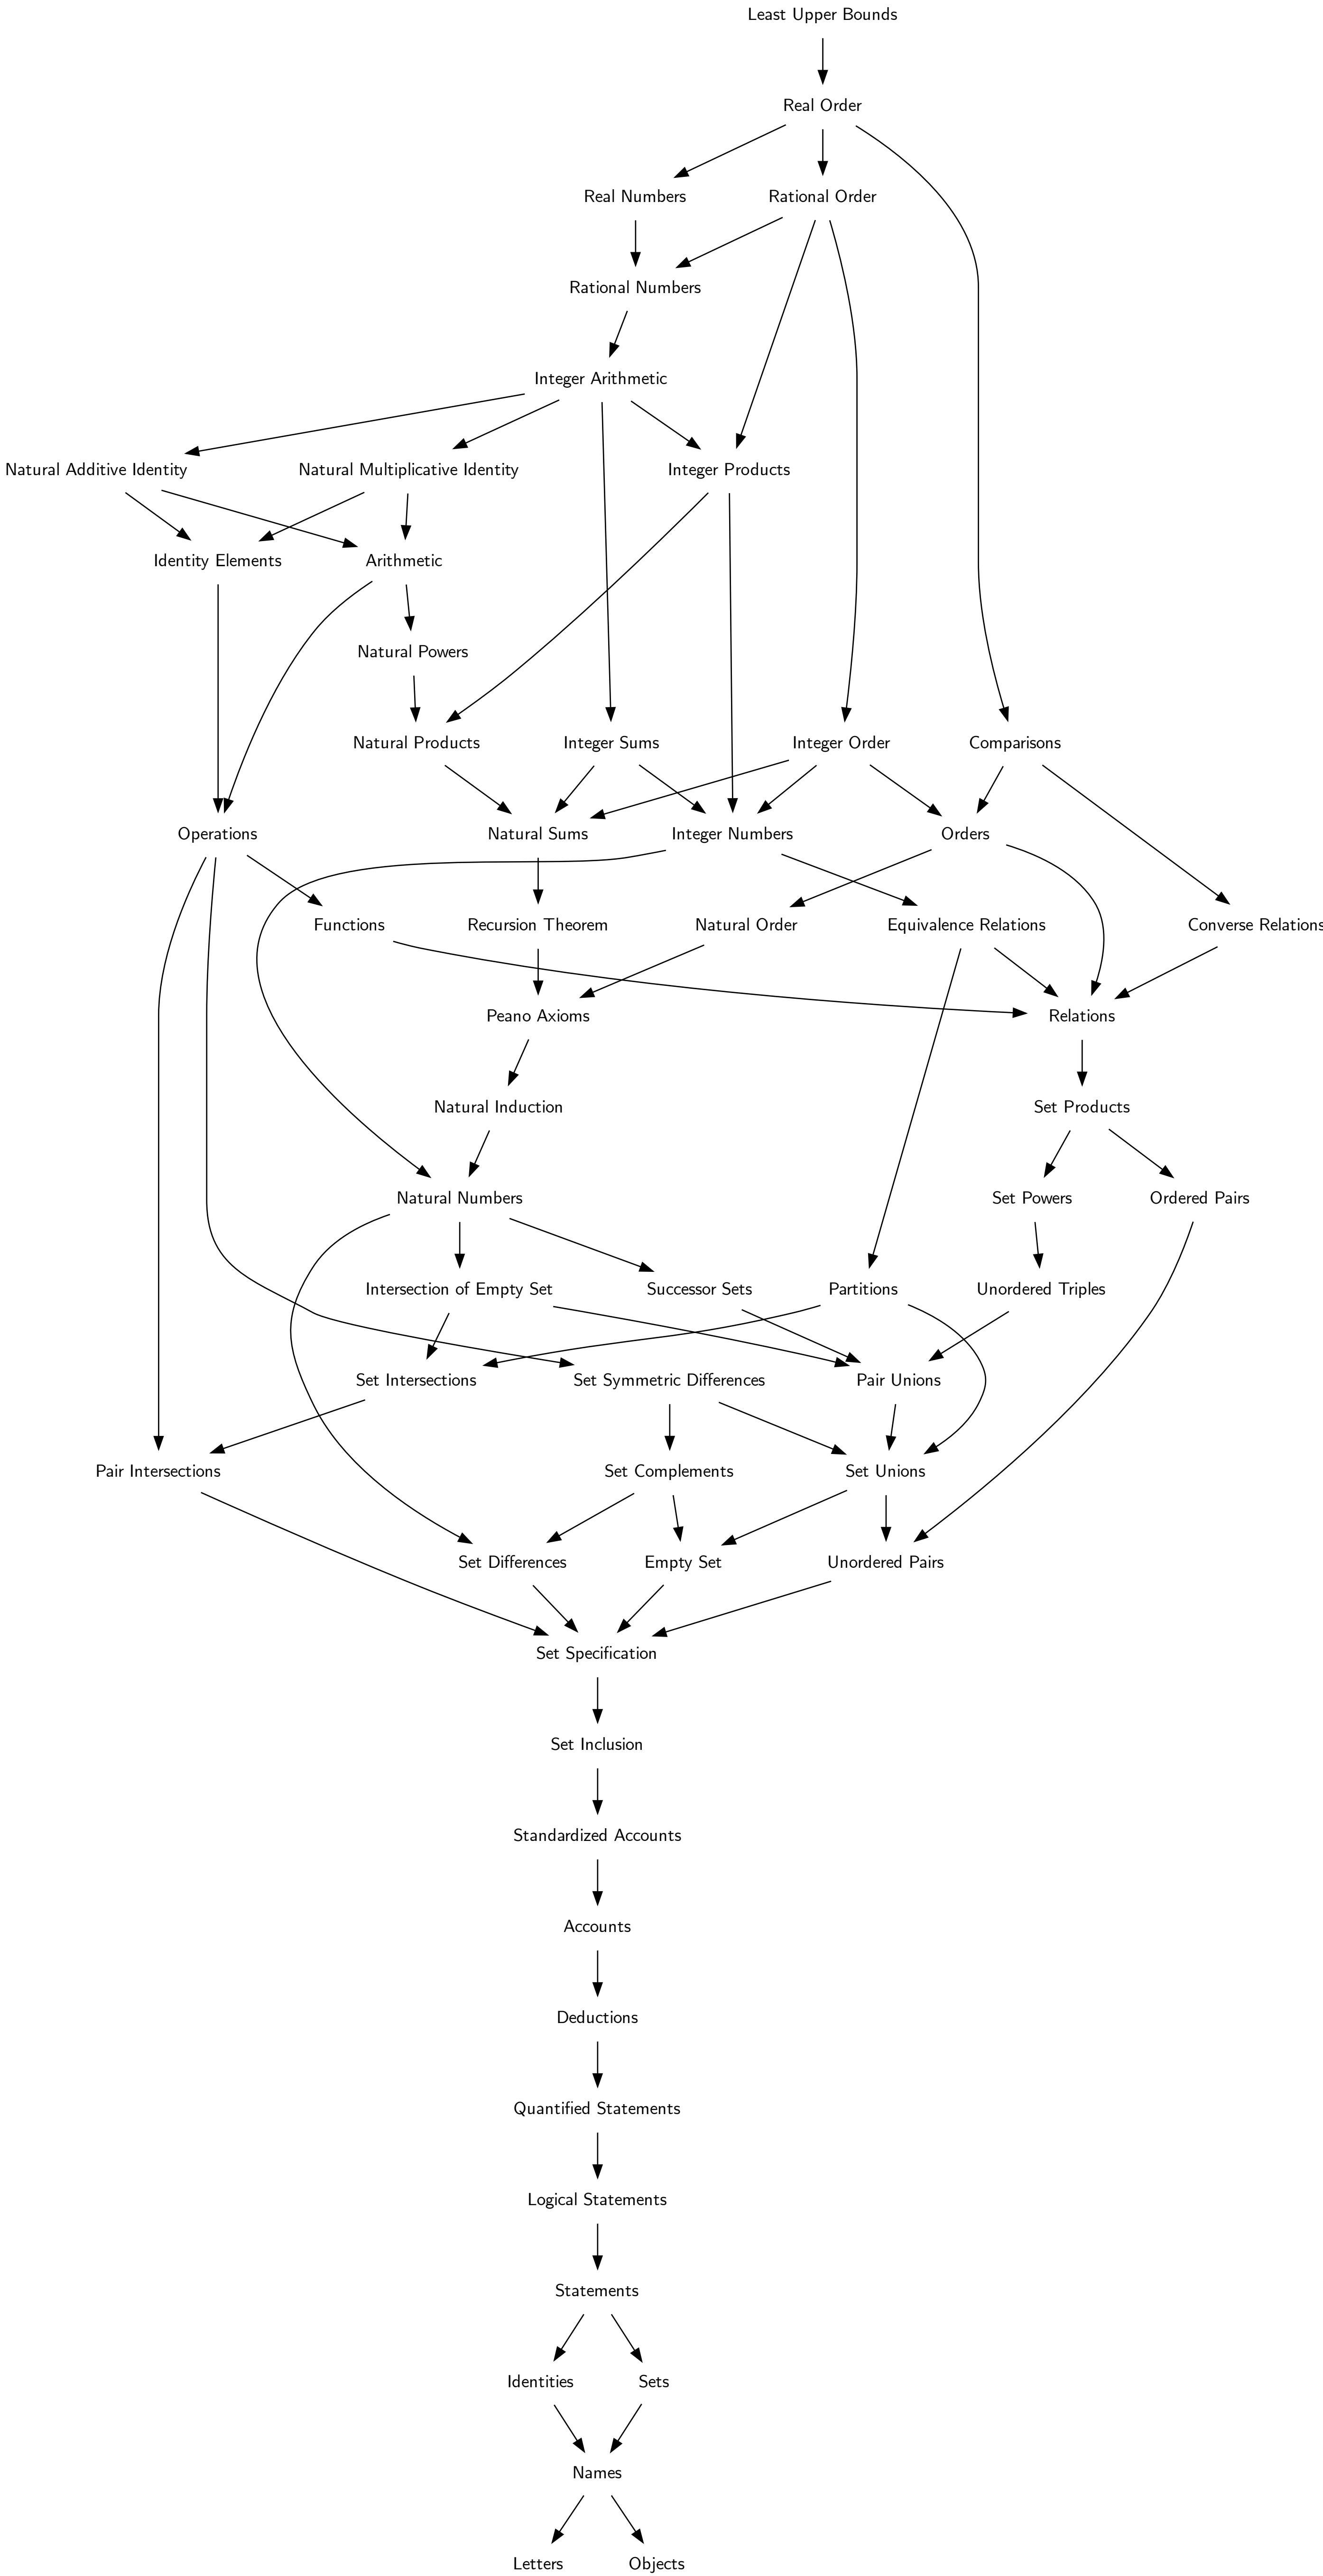 Least Upper Bounds
Real Order
Real Numbers
Rational Order
Rational Numbers
Integer Arithmetic
Natural Additive Identity
Natural Multiplicative Identity
Integer Products
Identity Elements
Arithmetic
Natural Powers
Natural Products
Integer Sums
Integer Order
Comparisons
Operations
Natural Sums
Integer Numbers
Orders
Functions
Recursion Theorem
Natural Order
Equivalence Relations
Converse Relations
Peano Axioms
Relations
Natural Induction
Set Products
Natural Numbers
Set Powers
Ordered Pairs
Intersection of Empty Set
Successor Sets
Partitions
Unordered Triples
Set Intersections
Set Symmetric Differences
Pair Unions
Pair Intersections
Set Complements
Set Unions
Set Differences
Empty Set
Unordered Pairs
Set Specification
Set Inclusion
Standardized Accounts
Accounts
Deductions
Quantified Statements
Logical Statements
Statements
Identities
Sets
Names
Letters
Objects